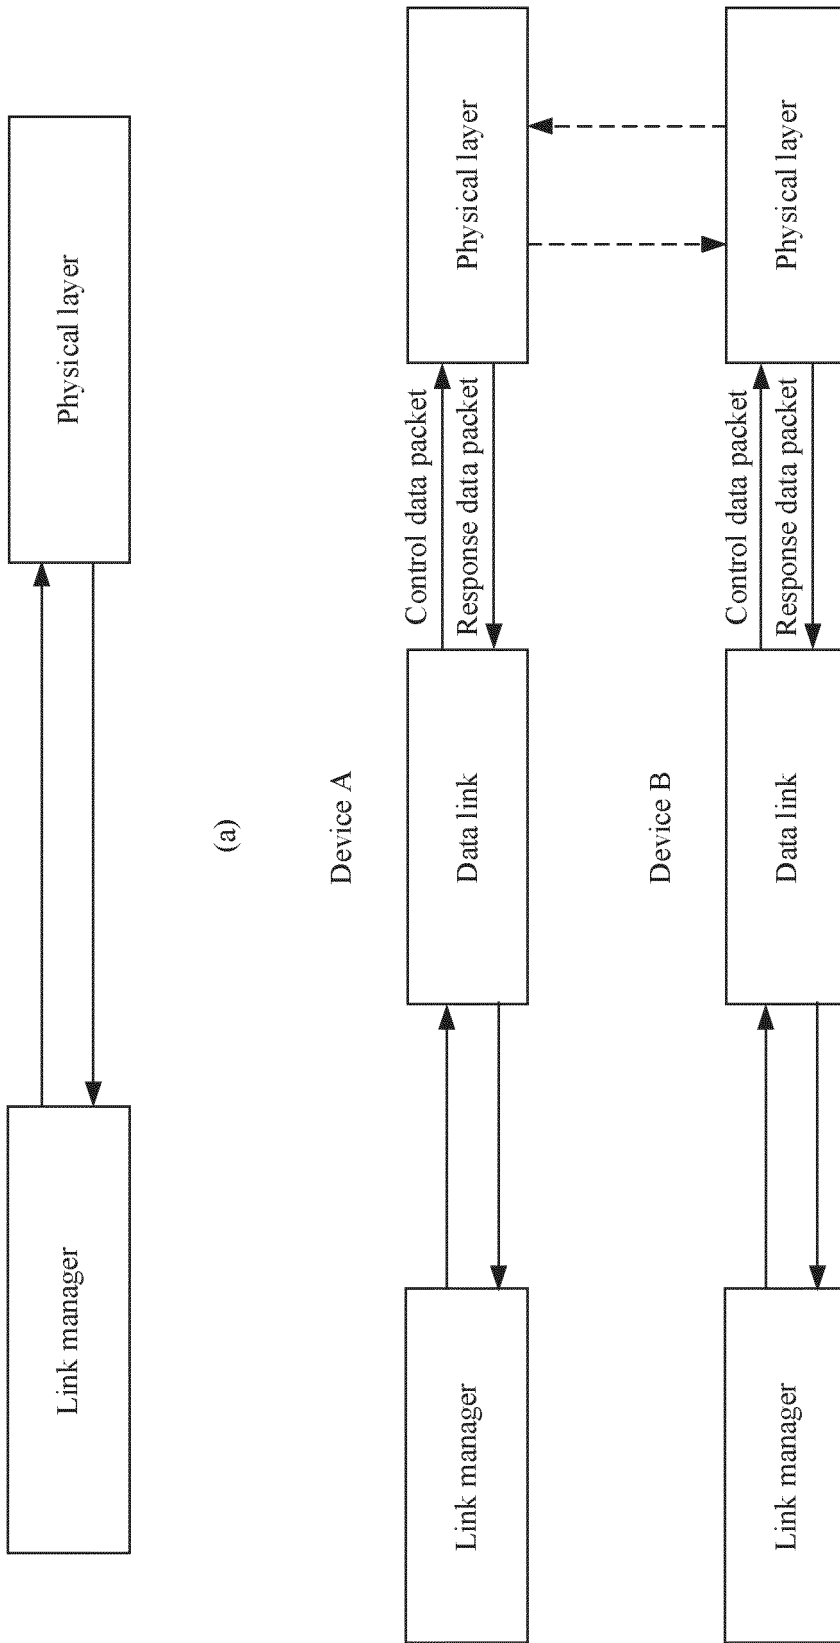 Link manager
Physical layer
(a)
Device A
Link manager
Data link
Control data packet
Response data packet
Physical layer
Device B
Link manager
Data link
Control data packet
Response data packet
Physical layer